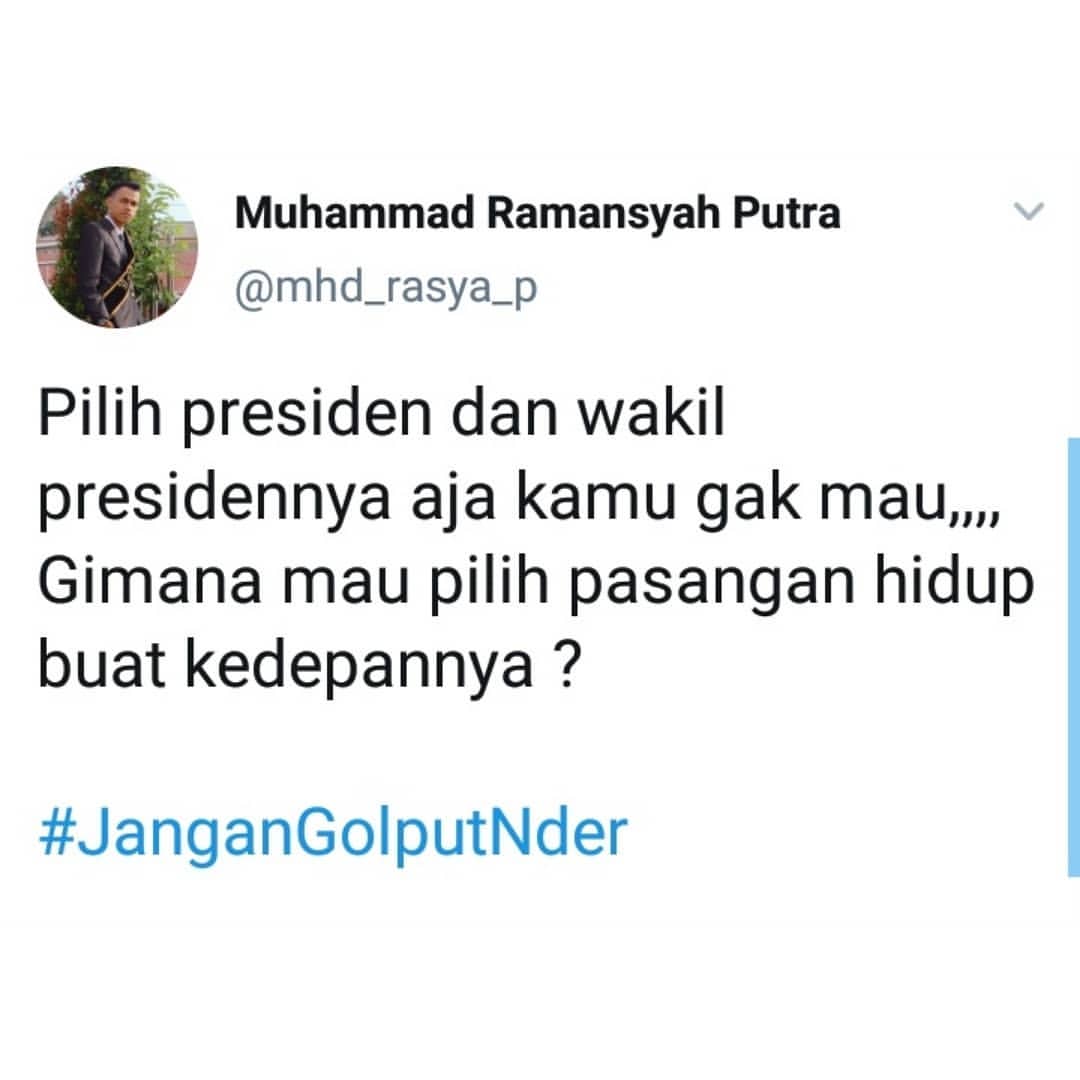 Muhammad Ramansyah Putra
@mhd_rasya_p
Pilih presiden dan wakil
presidennya aja kamu gak mau,,,,
Gimana mau pilih pasangan hidup
buat kedepannya ?
#JanganGolputNder